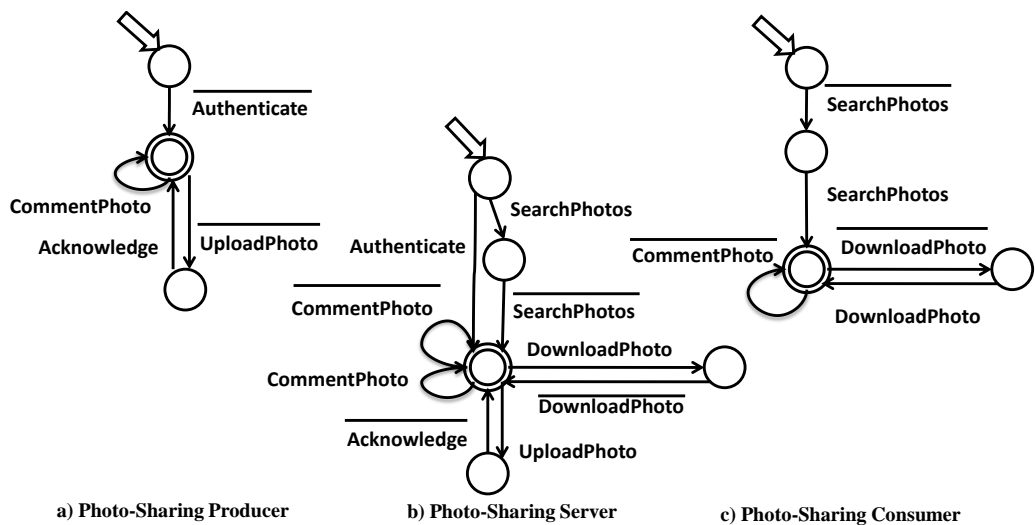 Authenticate
CommentPhoto
Acknowledge
UploadPhoto
a) Photo-Sharing Producer
SearchPhotos
Authenticate
CommentPhoto
SearchPhotos
CommentPhoto
DownloadPhoto
DownloadPhoto
Acknowledge
UploadPhoto
b) Photo-Sharing Server
SearchPhotos
SearchPhotos
CommentPhoto
DownloadPhoto
DownloadPhoto
c) Photo-Sharing Consumer